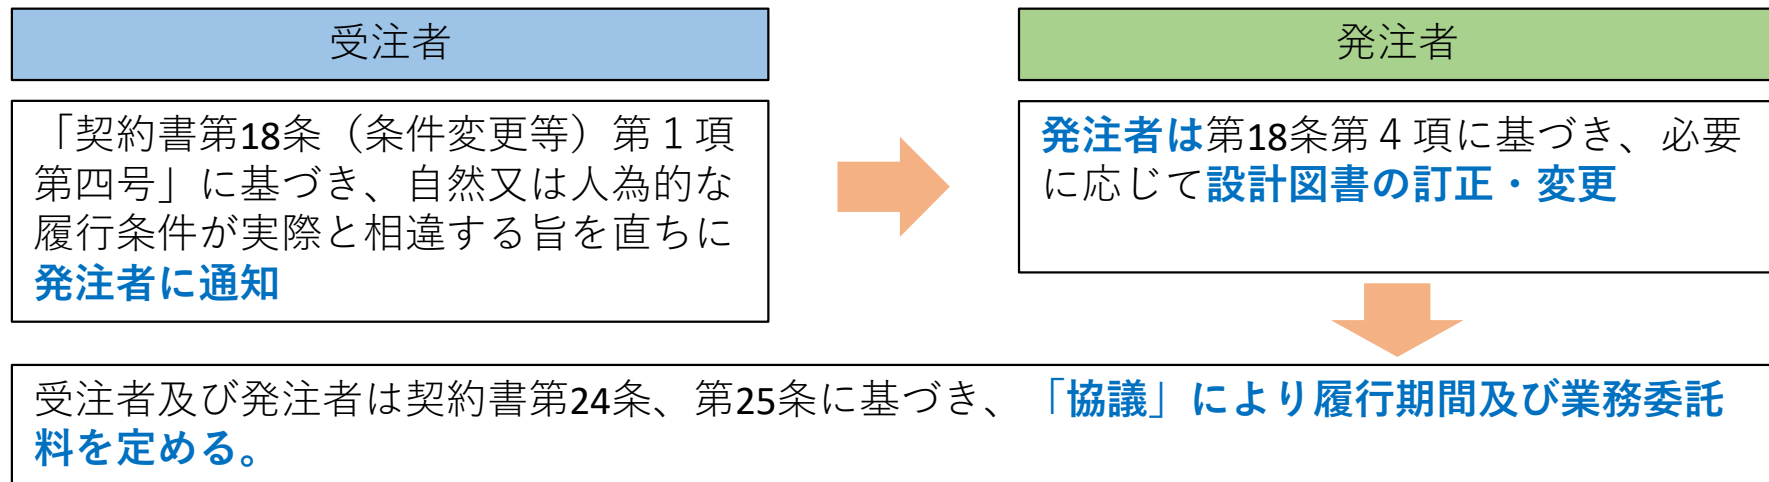 受注者
「契約書第18条（条件変更等）第１項
第四号」に基づき、自然又は人為的な
履行条件が実際と相違する旨を直ちに
発注者に通知
発注者
発注者は第18条第４項に基づき、必要
に応じて設計図書の訂正・変更
受注者及び発注者は契約書第24条、第25条に基づき、「協議」により履行期間及び業務委託
料を定める。